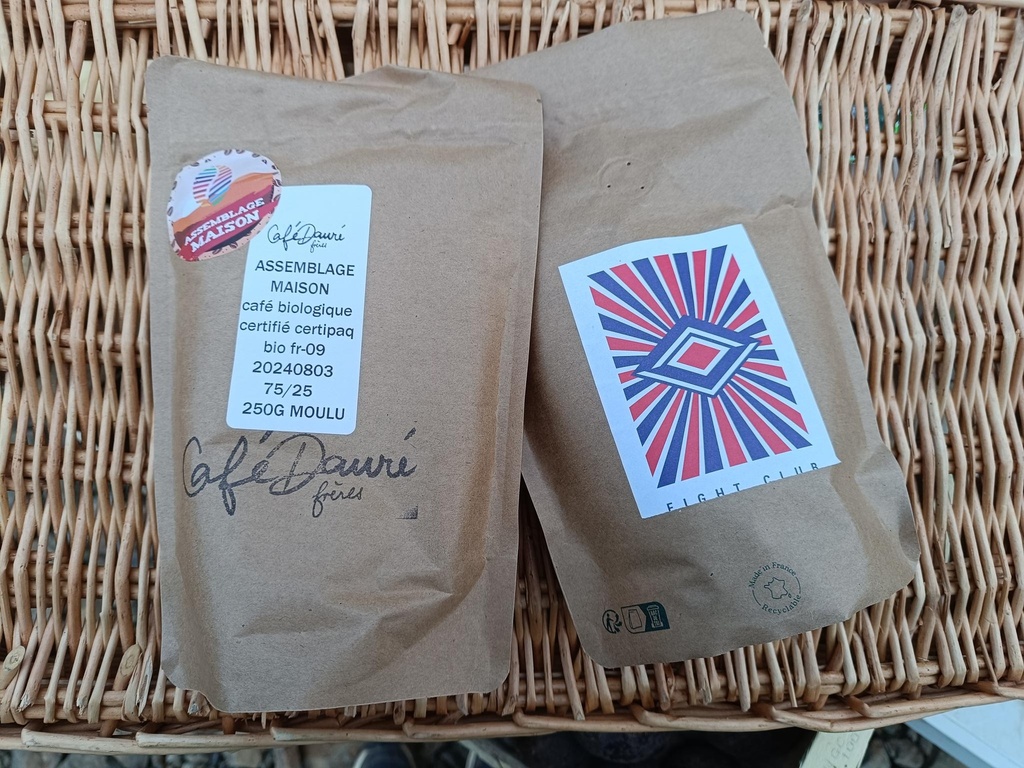 ASSEMBLAGE
MAISON
Café Dauré
frères
ASSEMBLAGE
MAISON
café biologique
certifié certipaq
bio fr-09
20240803
75/25
250G MOULU
Café Dauré
frères
FIGHT CLUB
Made in France
Recyclable